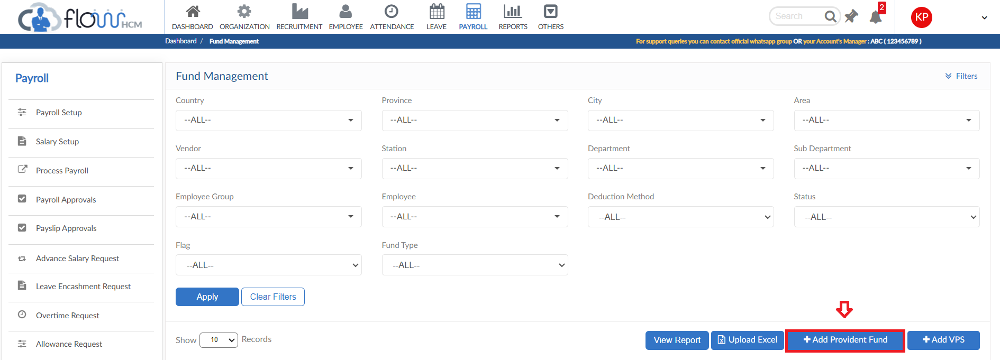 flowHCM
DASHBOARD ORGANIZATION RECRUITMENT EMPLOYEE ATTENDANCE LEAVE PAYROLL REPORTS OTHERS
Search
2
KP
Dashboard / Fund Management
For support queries you can contact official whatsapp group OR your Account's Manager : ABC ( 123456789 )
Payroll
Payroll Setup
Salary Setup
Process Payroll
Payroll Approvals
Payslip Approvals
Advance Salary Request
Leave Encashment Request
Overtime Request
Allowance Request
Fund Management
Filters
Country Province City Area
--ALL-- --ALL-- --ALL-- --ALL--
Vendor Station Department Sub Department
--ALL-- --ALL-- --ALL-- --ALL--
Employee Group Employee Deduction Method Status
--ALL-- --ALL-- --ALL-- --ALL--
Flag Fund Type
--ALL-- --ALL--
Apply Clear Filters
Show 10 Records
View Report Upload Excel + Add Provident Fund + Add VPS